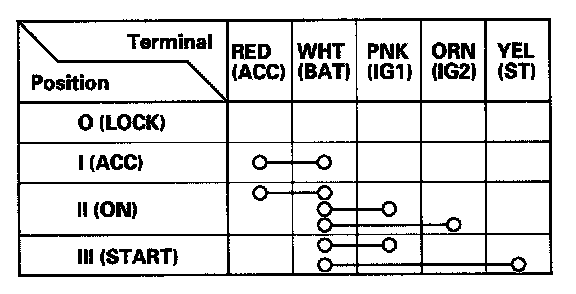 Terminal
Position
RED (ACC)
WHT (BAT)
PNK (IG1)
ORN (IG2)
YEL (ST)
O (LOCK)
I (ACC)
II (ON)
III (START)